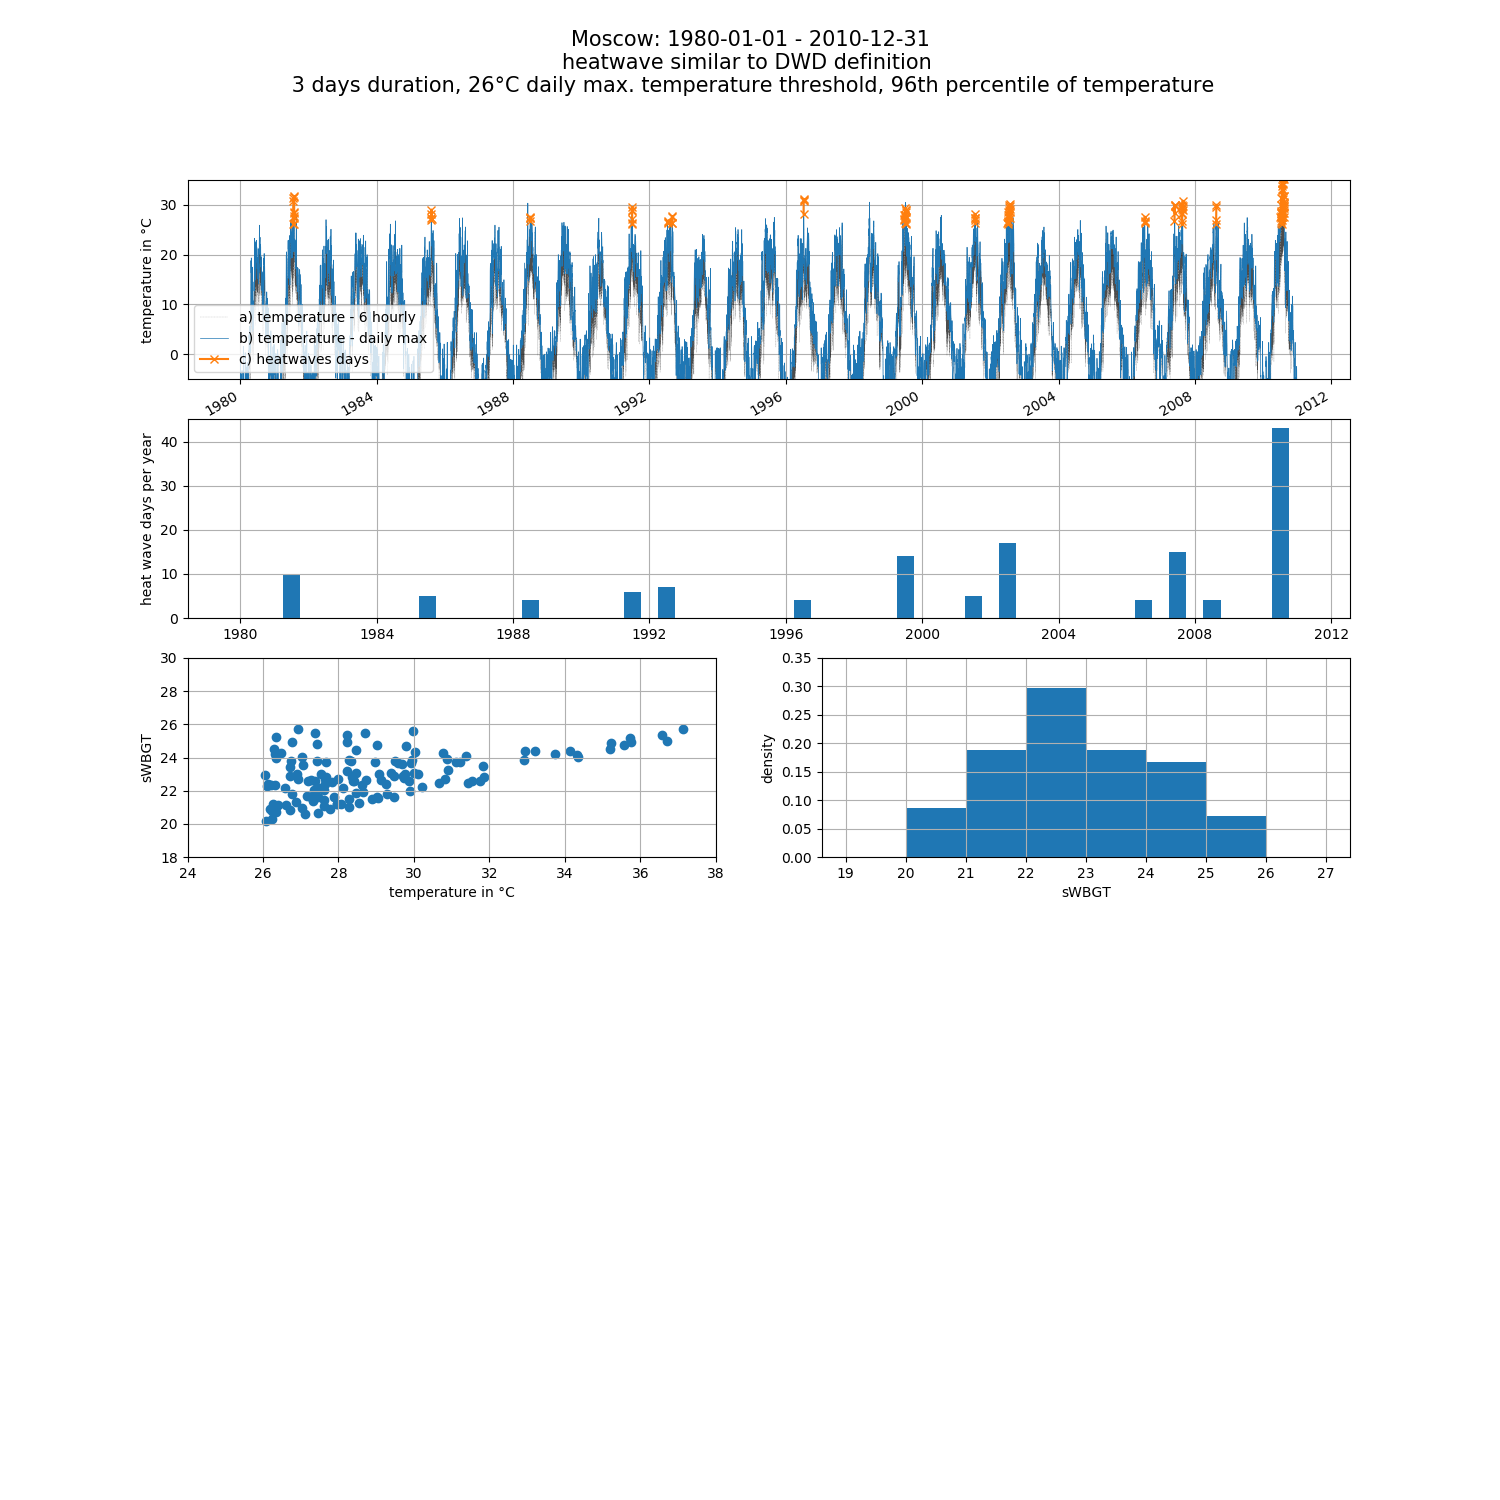 Moscow: 1980-01-01 - 2010-12-31
heatwave similar to DWD definition
3 days duration, 26°C daily max. temperature threshold, 96th percentile of temperature
temperature in °C
30
20
10
0
a) temperature - 6 hourly
b) temperature - daily max
c) heatwaves days
1980 1984 1988 1992 1996 2000 2004 2008 2012
heat wave days per year
40
30
20
10
0
1980 1984 1988 1992 1996 2000 2004 2008 2012
sWBGT
30
28
26
24
22
20
18
24 26 28 30 32 34 36 38
temperature in °C
density
0.35
0.30
0.25
0.20
0.15
0.10
0.05
0.00
19 20 21 22 23 24 25 26 27
sWBGT